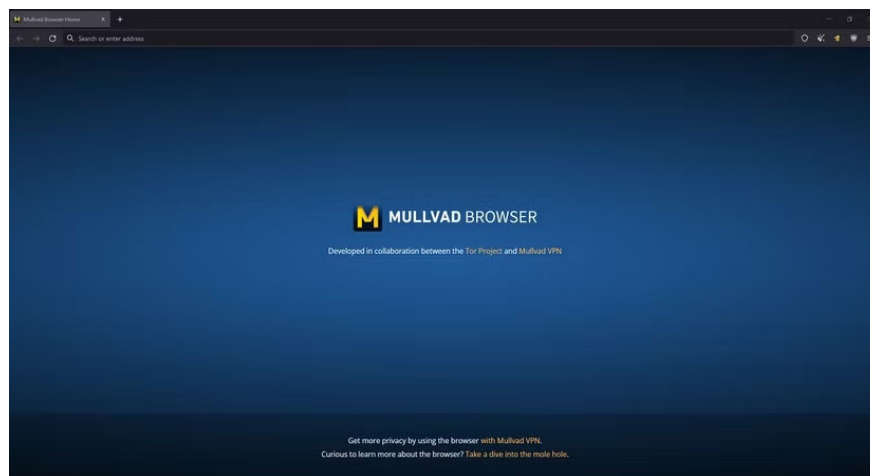 Mullvad Browser Home
Search or enter address
M MULLVAD BROWSER
Developed in collaboration between the Tor Project and Mullvad VPN
Get more privacy by using the browser with Mullvad VPN.
Curious to learn more about the browser? Take a dive into the mole hole.